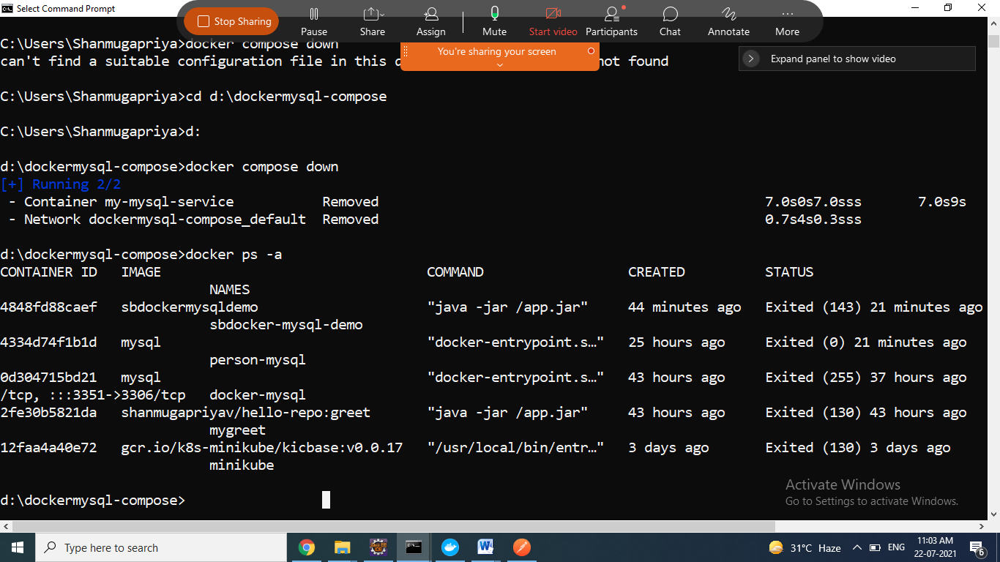 Select Command Prompt
Stop Sharing
Pause
Share
Assign
Mute
Start video
Participants
Chat
Annotate
More
C:\Users\Shanmugapriya>docker compose down
You're sharing your screen
Expand panel to show video
can't find a suitable configuration file in this d
not found
C:\Users\Shanmugapriya>cd d:\dockermysql-compose
C:\Users\Shanmugapriya>d:
d:\dockermysql-compose>docker compose down
[+] Running 2/2
- Container my-mysql-service Removed 7.0s0s7.0sss 7.0s9s
- Network dockermysql-compose_default Removed 0.7s4s0.3sss
d:\dockermysql-compose>docker ps -a
CONTAINER ID IMAGE COMMAND CREATED STATUS
NAMES
4848fd88caef sbdockermysqldemo "java -jar /app.jar" 44 minutes ago Exited (143) 21 minutes ago
sbdocker-mysql-demo
4334d74f1b1d mysql "docker-entrypoint.s…" 25 hours ago Exited (0) 21 minutes ago
person-mysql
0d304715bd21 mysql "docker-entrypoint.s…" 43 hours ago Exited (255) 37 hours ago
/tcp, :::3351->3306/tcp docker-mysql
2fe30b5821da shanmugapriyav/hello-repo:greet "java -jar /app.jar" 43 hours ago Exited (130) 43 hours ago
mygreet
12faa4a40e72 gcr.io/k8s-minikube/kicbase:v0.0.17 "/usr/local/bin/entr…" 3 days ago Exited (130) 3 days ago
minikube
d:\dockermysql-compose>
Activate Windows
Go to Settings to activate Windows.
Type here to search
31°C Haze
ENG
11:03 AM
22-07-2021
6